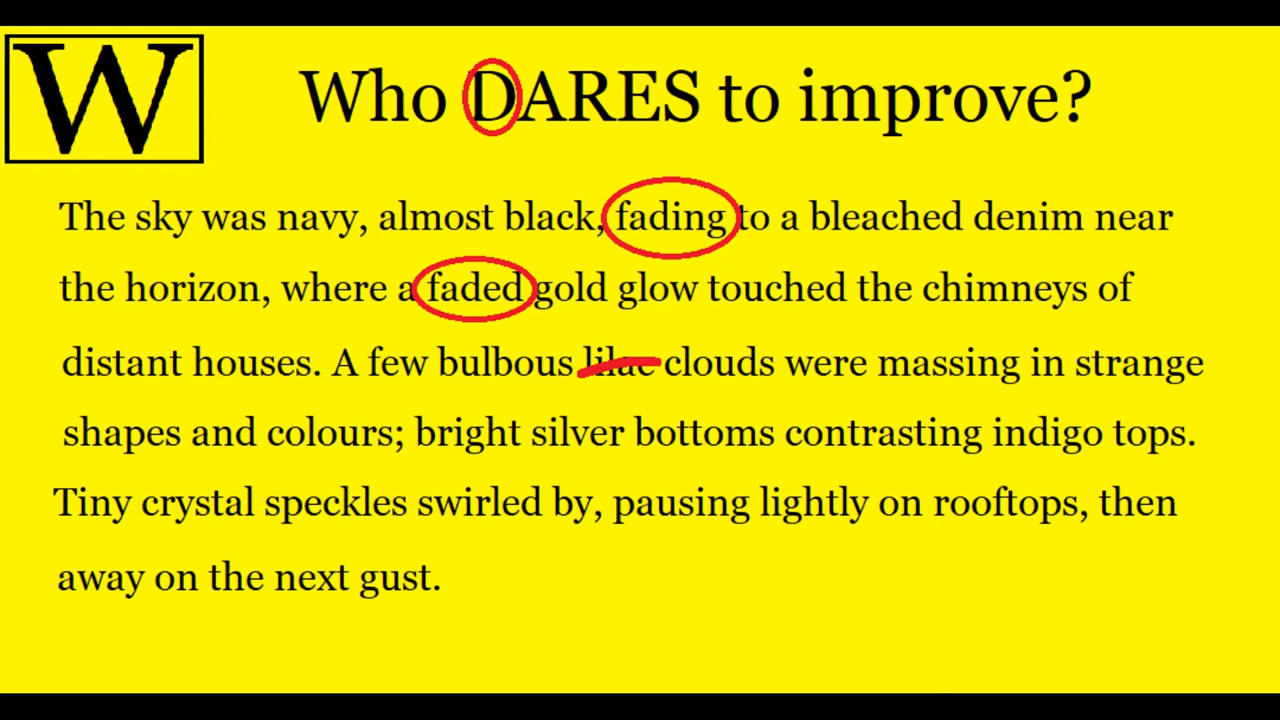 W
Who DARES to improve?
The sky was navy, almost black, fading to a bleached denim near
the horizon, where a faded gold glow touched the chimneys of
distant houses. A few bulbous lilac clouds were massing in strange
shapes and colours; bright silver bottoms contrasting indigo tops.
Tiny crystal speckles swirled by, pausing lightly on rooftops, then
away on the next gust.